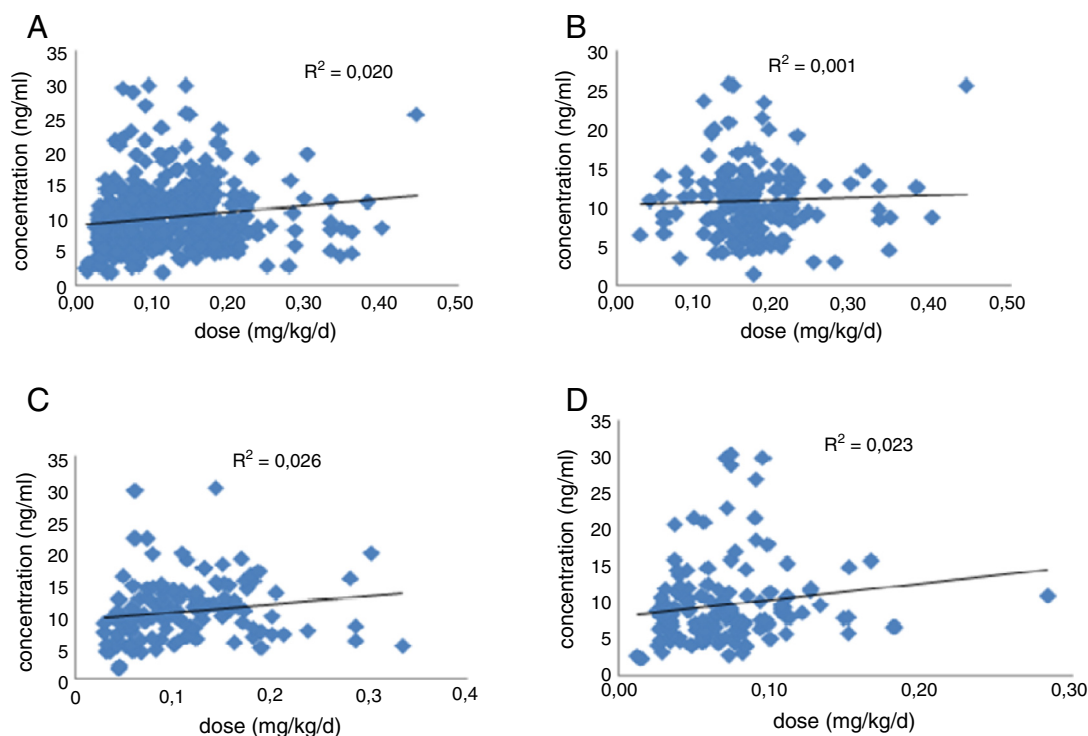 A
R² = 0,020
concentration (ng/ml)
35
30
25
20
15
10
5
0
0,00 0,10 0,20 0,30 0,40 0,50
dose (mg/kg/d)
B
R² = 0,001
concentration (ng/ml)
30
25
20
15
10
5
0
0,00 0,10 0,20 0,30 0,40 0,50
dose (mg/kg/d)
C
R² = 0,026
concentration (ng/ml)
35
30
25
20
15
10
5
0
0 0,1 0,2 0,3 0,4
dose (mg/kg/d)
D
R² = 0,023
concentration (ng/ml)
35
30
25
20
15
10
5
0
0,00 0,10 0,20 0,30
dose (mg/kg/d)